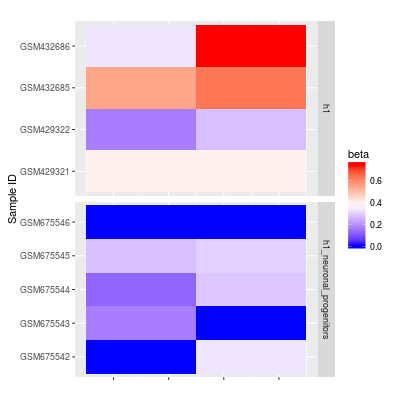 GSM432686
GSM432685
GSM429322
GSM429321
h1
GSM675546
GSM675545
GSM675544
GSM675543
GSM675542
h1_neuronal_progenitors
Sample ID
beta
0.6
0.4
0.2
0.0